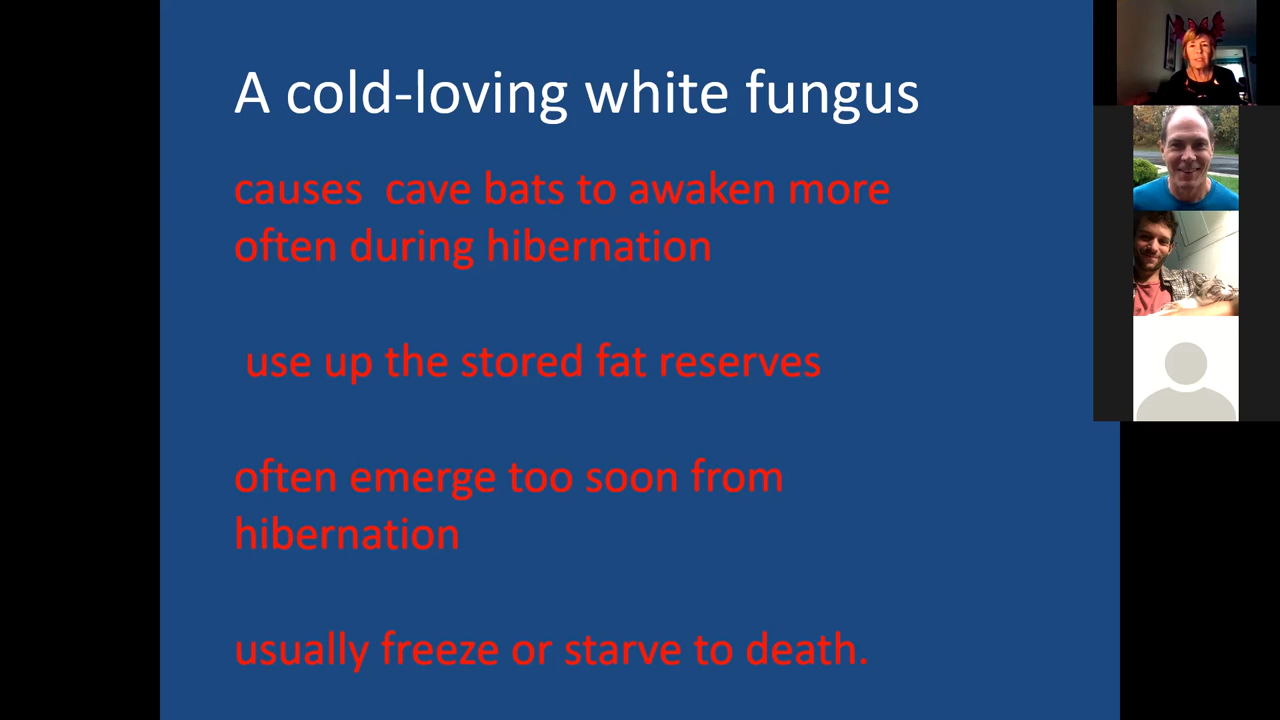 A cold-loving white fungus
causes cave bats to awaken more
often during hibernation
use up the stored fat reserves
often emerge too soon from
hibernation
usually freeze or starve to death.